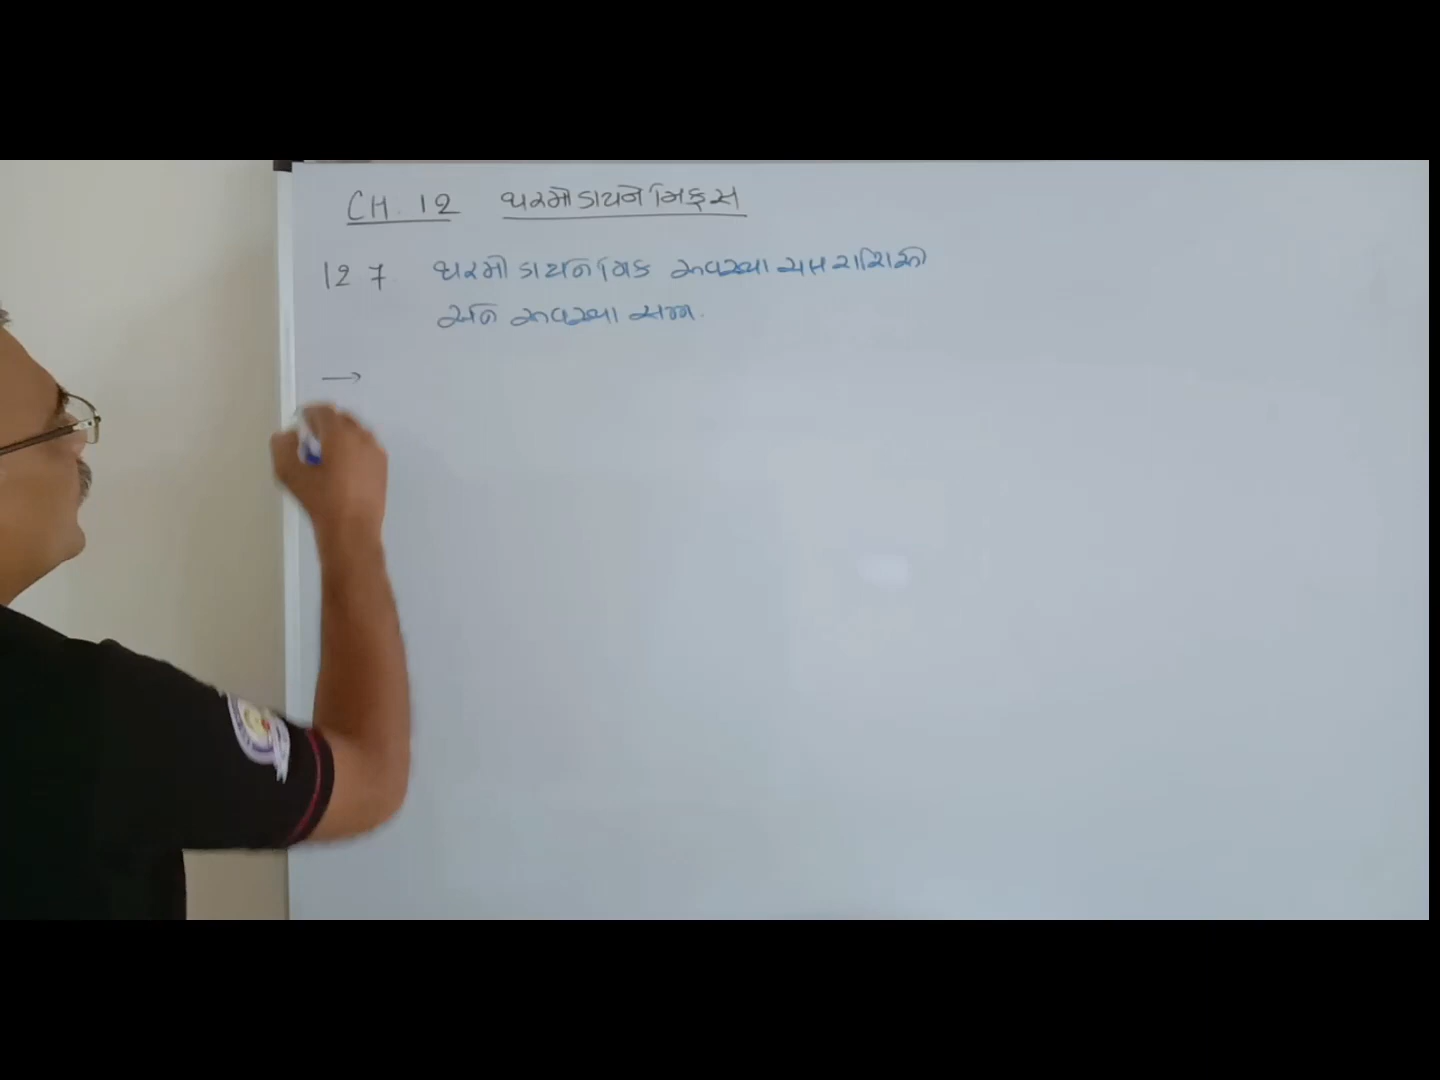 CH. 12 થરમોડાયનેમિક્સ
12 7. થરમોડાયનેમિક અવસ્થા ચલ રાશિઓ
અને અવસ્થા સમી.
→